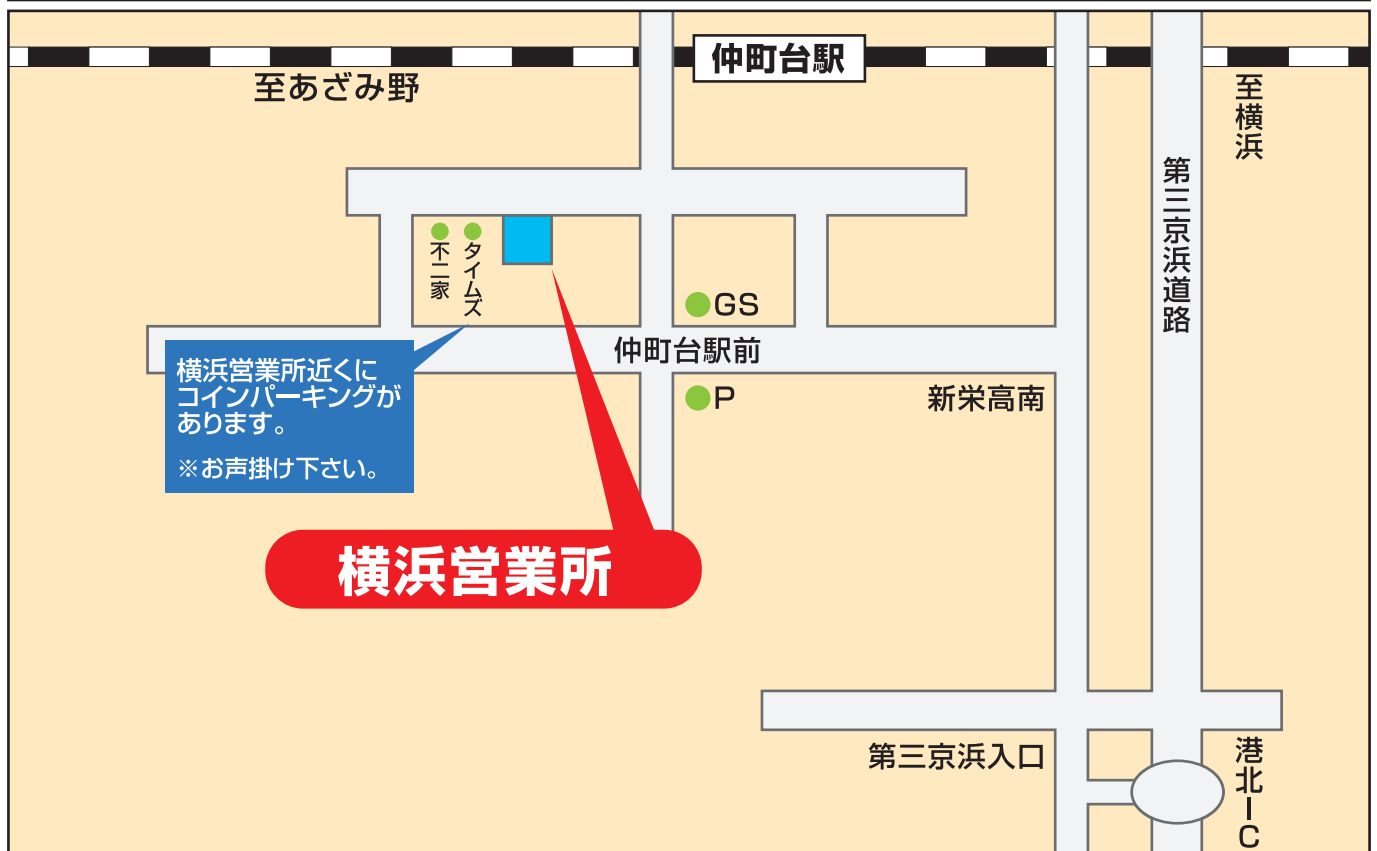 仲町台駅
至あざみ野
至横浜
第三京浜道路
不二家
タイムズ
GS
仲町台駅前
横浜営業所近くに
コインパーキングが
あります。
※お声掛け下さい。
P
新栄高南
横浜営業所
第三京浜入口
港北IC